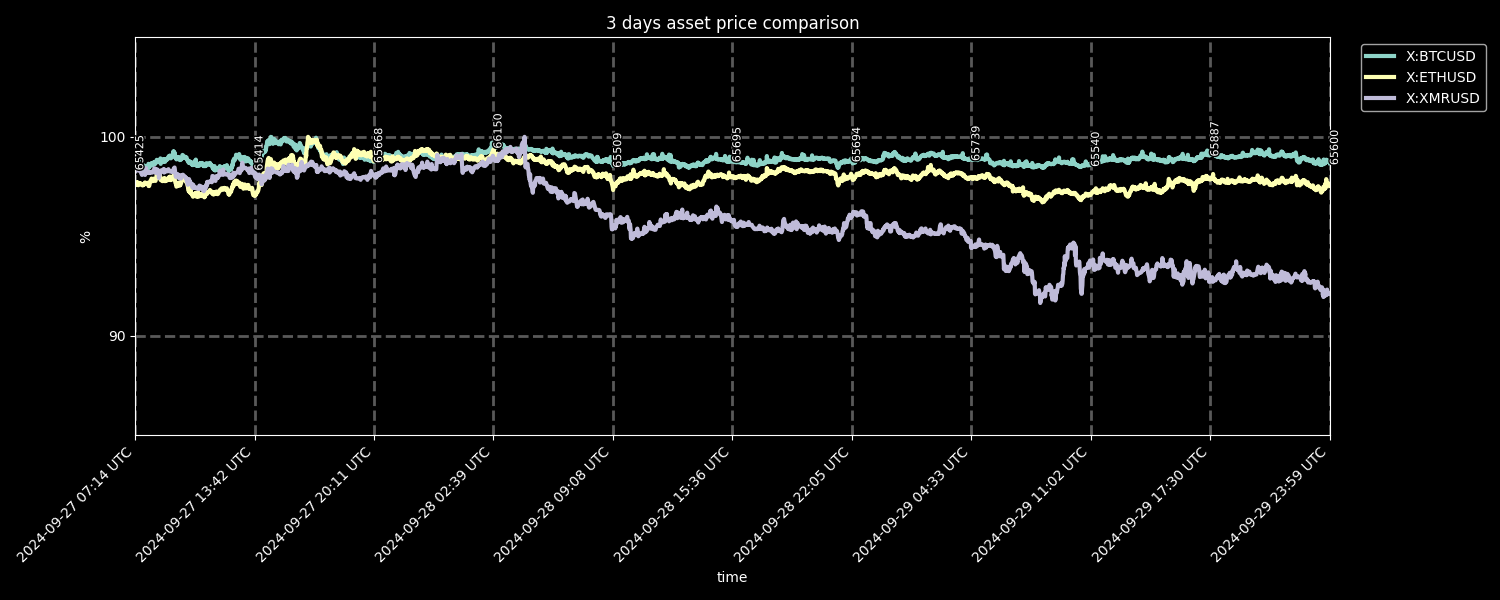 3 days asset price comparison
X:BTCUSD
X:ETHUSD
X:XMRUSD
100
90
%
65425
65414
65668
66150
65509
65695
65694
65739
65540
65887
65600
2024-09-27 07:14 UTC
2024-09-27 13:42 UTC
2024-09-27 20:11 UTC
2024-09-28 02:39 UTC
2024-09-28 09:08 UTC
2024-09-28 15:36 UTC
2024-09-28 22:05 UTC
2024-09-29 04:33 UTC
2024-09-29 11:02 UTC
2024-09-29 17:30 UTC
2024-09-29 23:59 UTC
time